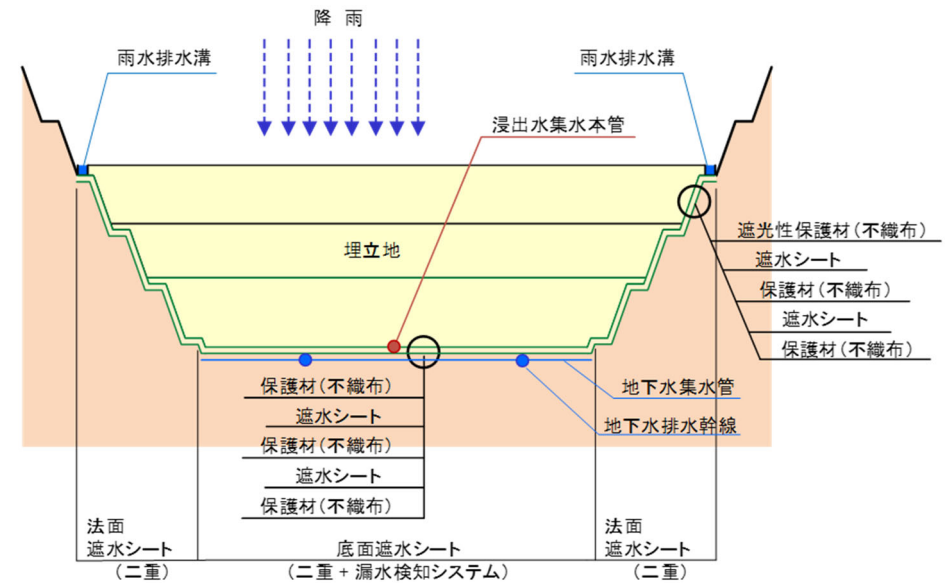 降 雨
雨水排水溝
雨水排水溝
浸出水集水本管
遮光性保護材(不織布)
遮水シート
保護材(不織布)
遮水シート
保護材(不織布)
埋立地
地下水集水管
地下水排水幹線
保護材(不織布)
遮水シート
保護材(不織布)
遮水シート
保護材(不織布)
法面
遮水シート
(二重)
底面遮水シート
(二重+漏水検知システム)
法面
遮水シート
(二重)